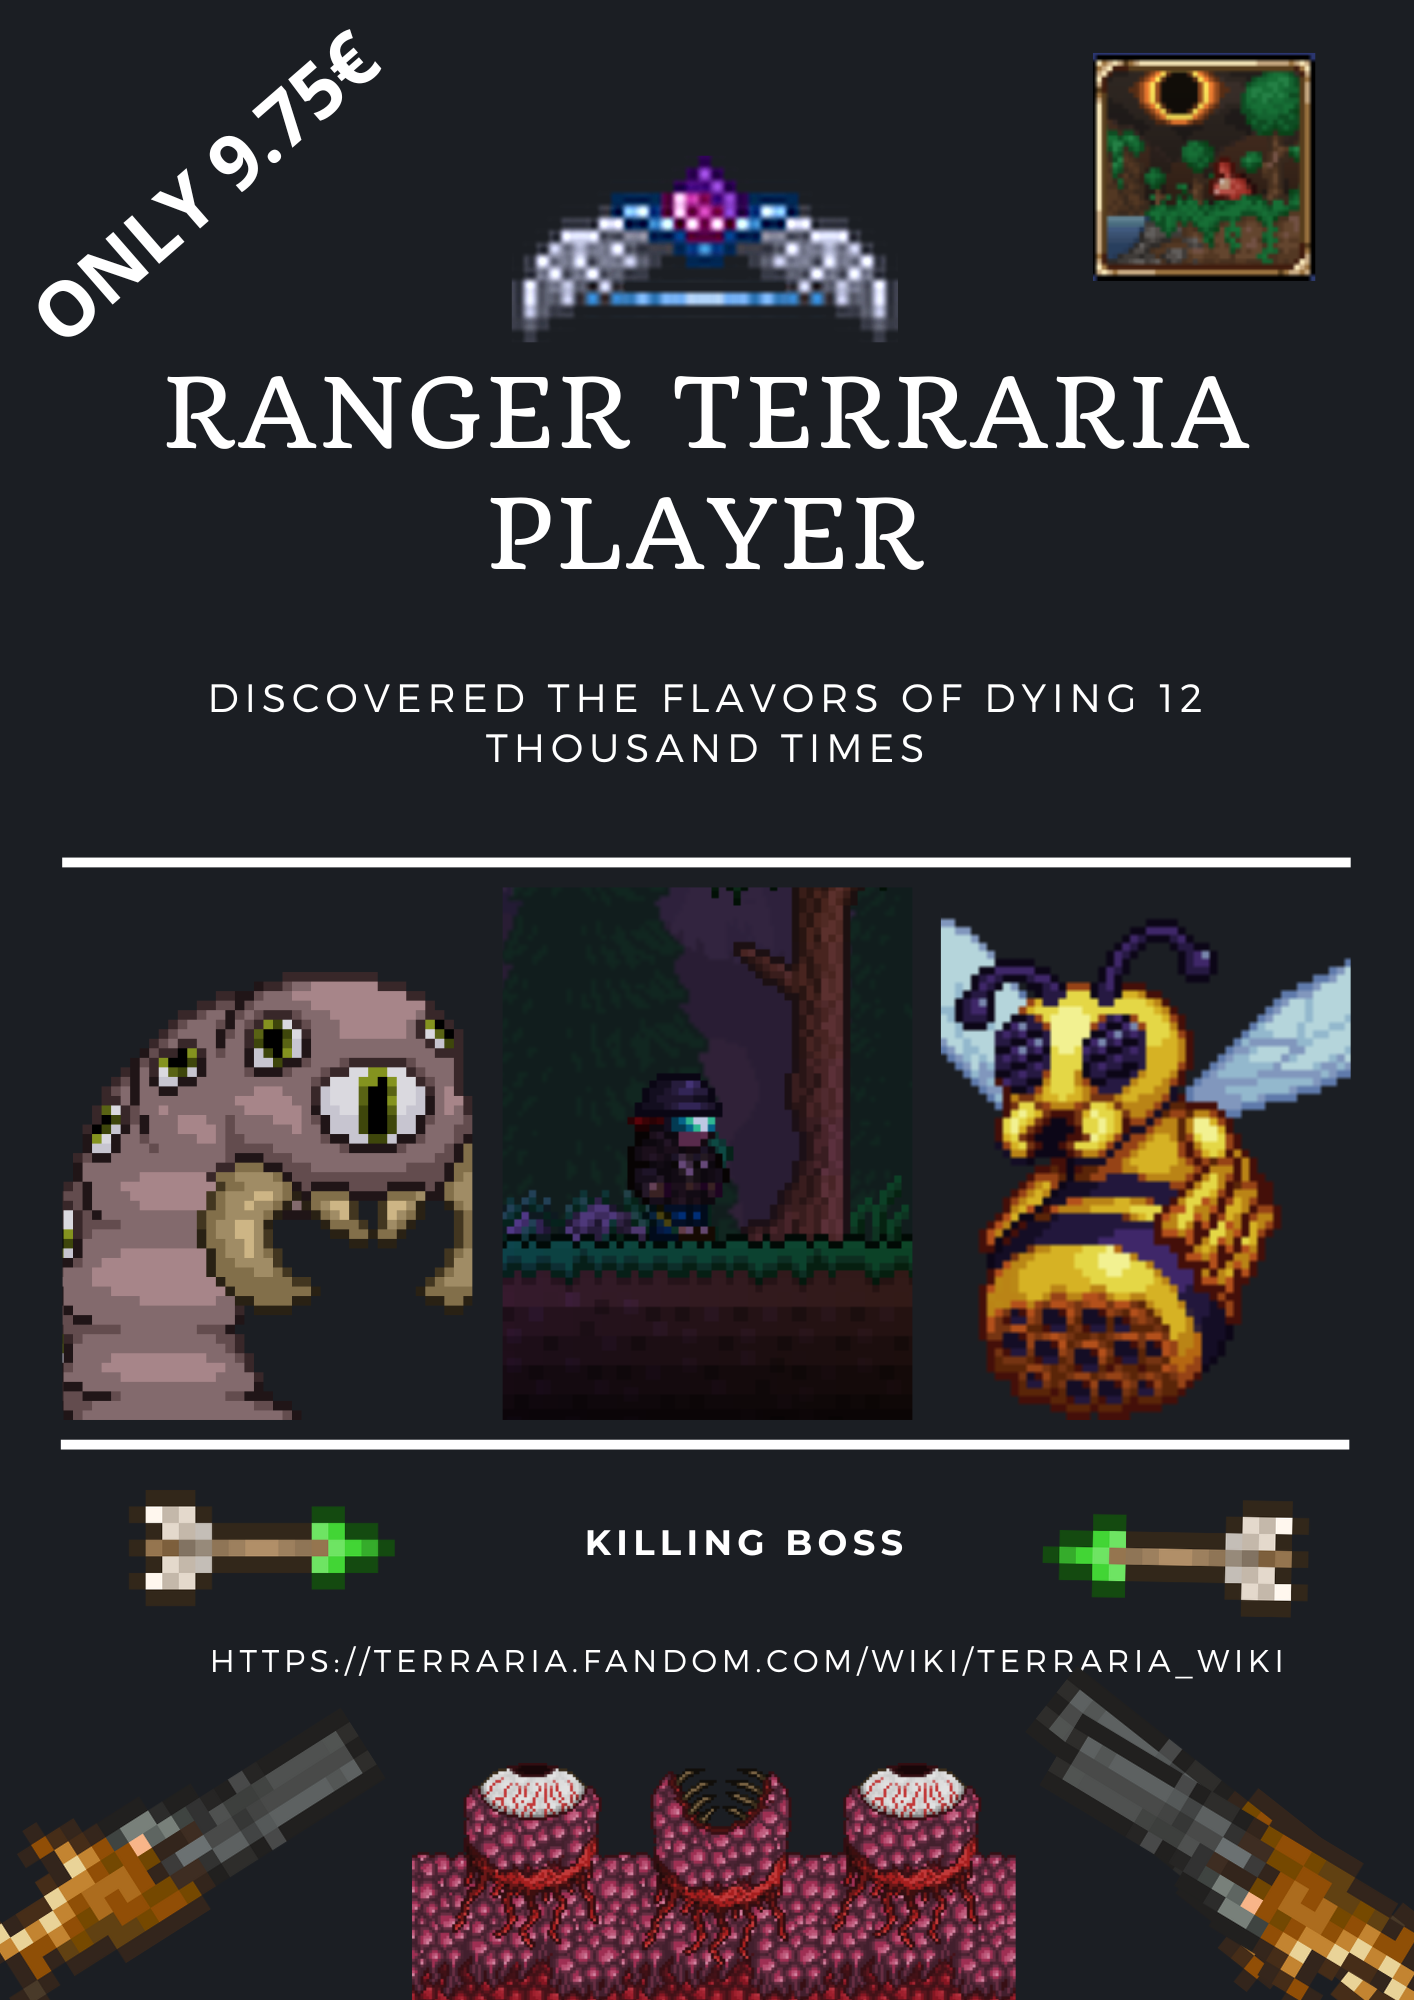 ONLY 9.75€
RANGER TERRARIA
PLAYER
DISCOVERED THE FLAVORS OF DYING 12
THOUSAND TIMES
KILLING BOSS
HTTPS://TERRARIA.FANDOM.COM/WIKI/TERRARIA_WIKI